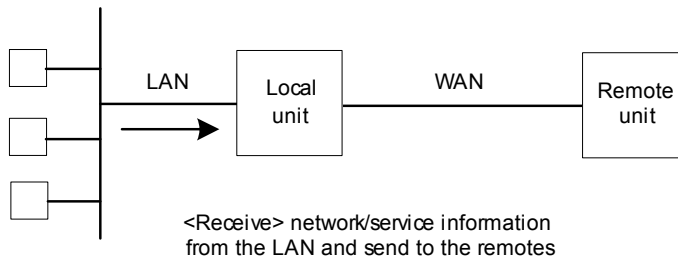 LAN
Local
unit
WAN
Remote
unit
<Receive> network/service information
from the LAN and send to the remotes